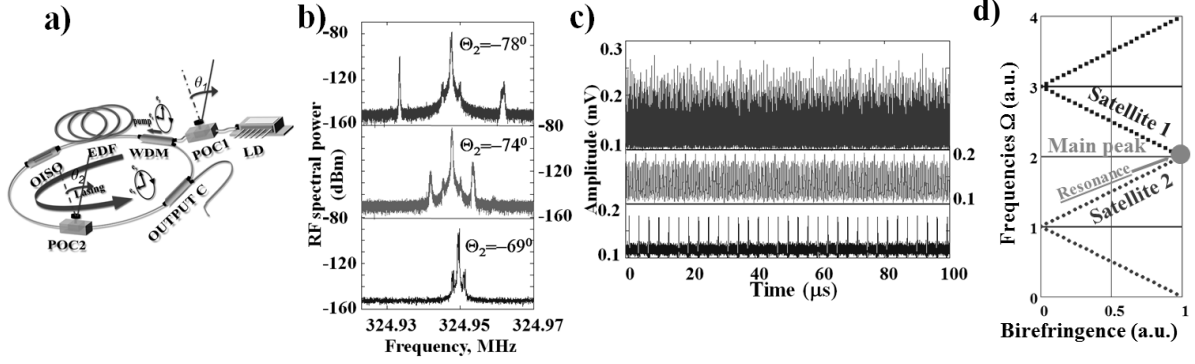 a)
θ1
pump
EDF
WDM
POC1
LD
OISO
θ2
Lasing
POC2
OUTPUT C
b)
RF spectral power
(dBm)
-80
-120
-160
Θ2=−78⁰
-80
-120
-160
Θ2=−74⁰
-80
-120
-160
Θ2=−69⁰
324.93 324.95 324.97
Frequency, MHz
c)
Amplitude (mV)
0.3
0.2
0.1
0.2
0.1
0.2
0.1
0 20 40 60 80 100
Time (μs)
d)
Frequencies Ω (a.u.)
4
3
2
1
0
Satellite 1
Main peak
Resonance
Satellite 2
0 0.5 1
Birefringence (a.u.)